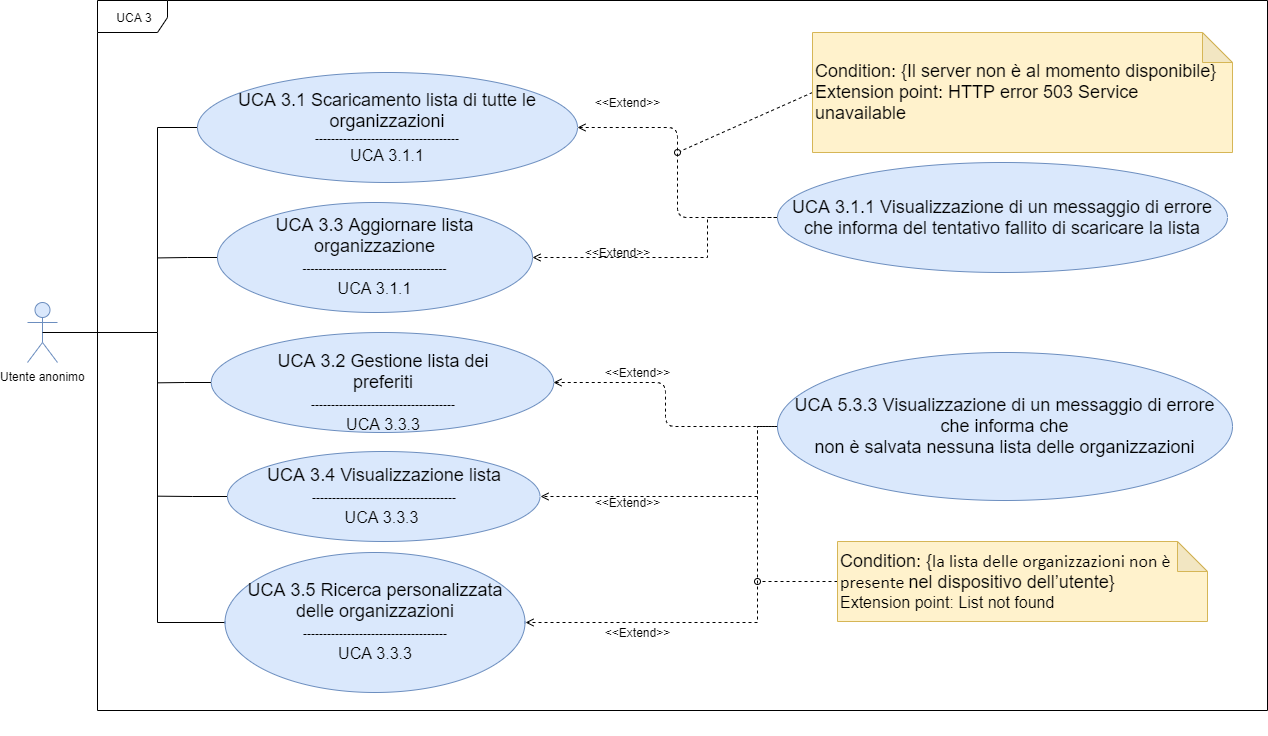 UCA 3
UCA 3.1 Scaricamento lista di tutte le
organizzazioni
------------------------------------
UCA 3.1.1
<<Extend>>
Condition: {Il server non è al momento disponibile}
Extension point: HTTP error 503 Service
unavailable
UCA 3.1.1 Visualizzazione di un messaggio di errore
che informa del tentativo fallito di scaricare la lista
UCA 3.3 Aggiornare lista
organizzazione
------------------------------------
UCA 3.1.1
<<Extend>>
Utente anonimo
UCA 3.2 Gestione lista dei
preferiti
------------------------------------
UCA 3.3.3
<<Extend>>
UCA 5.3.3 Visualizzazione di un messaggio di errore
che informa che
non è salvata nessuna lista delle organizzazioni
UCA 3.4 Visualizzazione lista
------------------------------------
UCA 3.3.3
<<Extend>>
Condition: {la lista delle organizzazioni non è
presente nel dispositivo dell’utente}
Extension point: List not found
UCA 3.5 Ricerca personalizzata
delle organizzazioni
------------------------------------
UCA 3.3.3
<<Extend>>